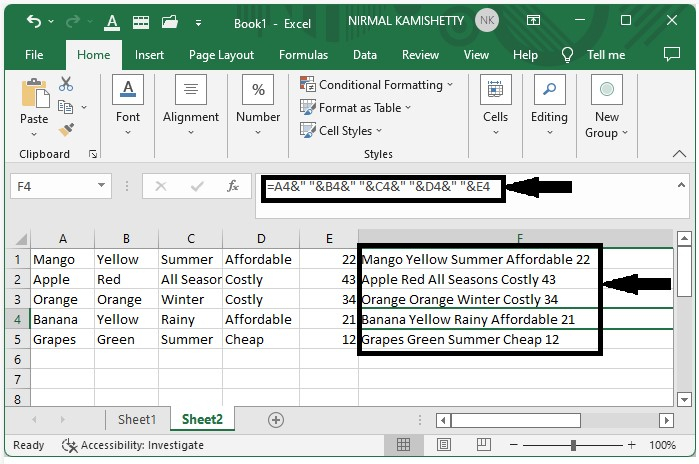 Book1 - Excel NIRMAL KAMISHETTY NK
File Home Insert Page Layout Formulas Data Review View Help Tell me
Paste
Clipboard
Font
Font
Alignment
Alignment
%
Number
Conditional Formatting
Format as Table
Cell Styles
Styles
Cells
Editing
New
Group
F4 fx =A4&" "&B4&" "&C4&" "&D4&" "&E4
A B C D E F
1 Mango Yellow Summer Affordable 22 Mango Yellow Summer Affordable 22
2 Apple Red All Season Costly 43 Apple Red All Seasons Costly 43
3 Orange Orange Winter Costly 34 Orange Orange Winter Costly 34
4 Banana Yellow Rainy Affordable 21 Banana Yellow Rainy Affordable 21
5 Grapes Green Summer Cheap 12 Grapes Green Summer Cheap 12
6
7
8
Sheet1 Sheet2
Ready Accessibility: Investigate 100%